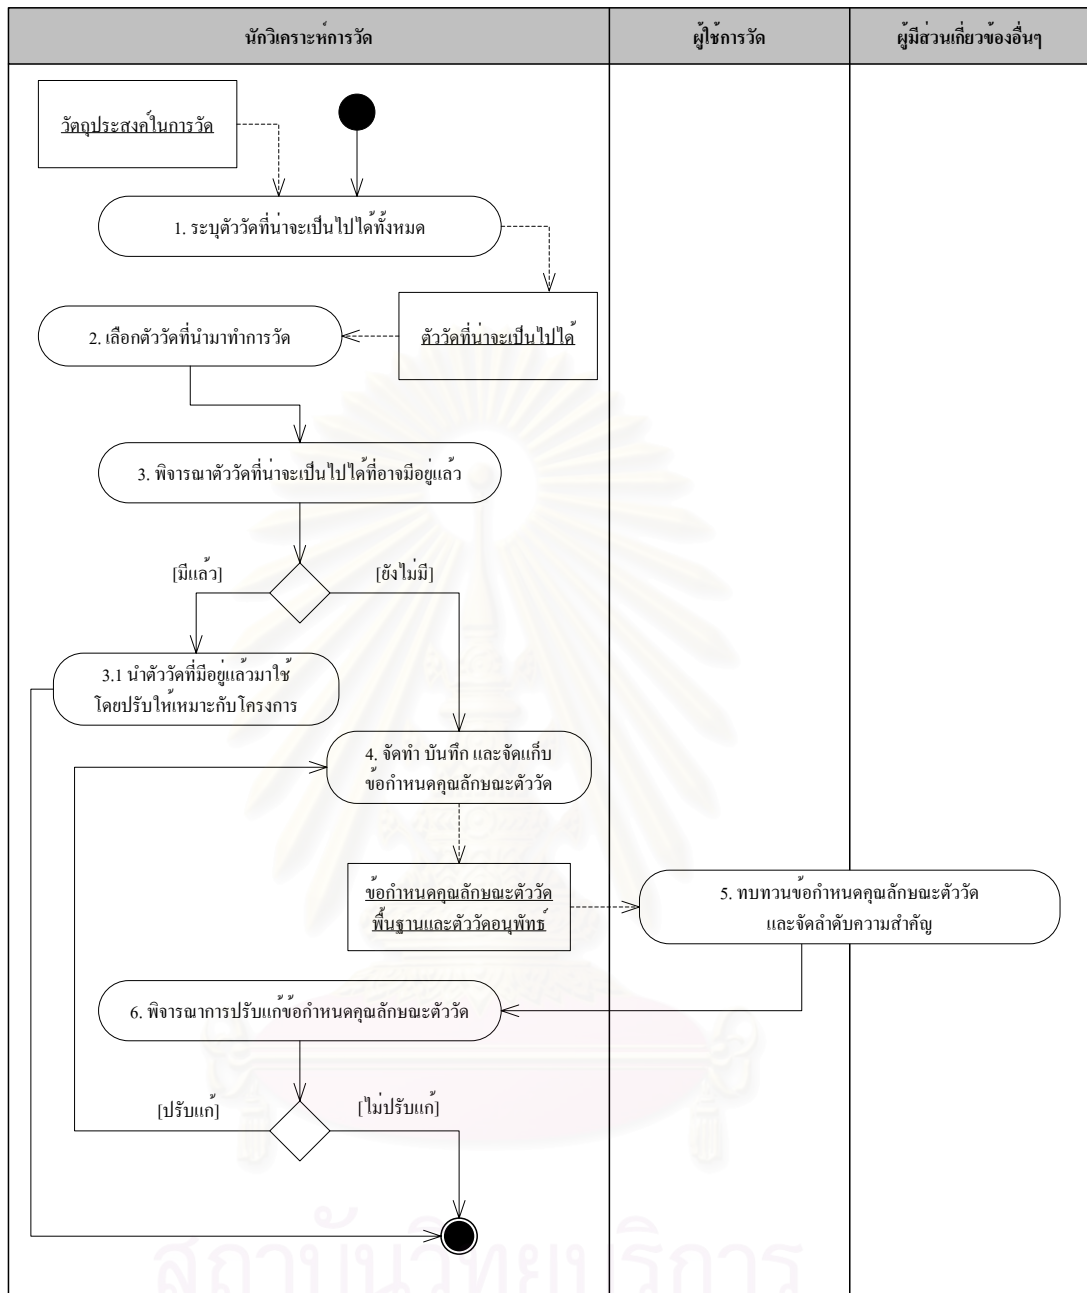 นักวิเคราะห์การวัด
ผู้ใช้การวัด
ผู้มีส่วนเกี่ยวข้องอื่นๆ
วัตถุประสงค์ในการวัด
1. ระบุตัววัดที่น่าจะเป็นไปได้ทั้งหมด
2. เลือกตัววัดที่นำมาทำการวัด
ตัววัดที่น่าจะเป็นไปได้
3. พิจารณาตัววัดที่น่าจะเป็นไปได้ที่อาจมีอยู่แล้ว
[มีแล้ว]
[ยังไม่มี]
3.1 นำตัววัดที่มีอยู่แล้วมาใช้
โดยปรับให้เหมาะกับโครงการ
4. จัดทำ บันทึก และจัดแก็บ
ข้อกำหนดคุณลักษณะตัววัด
ข้อกำหนดคุณลักษณะตัววัด
พื้นฐานและตัววัดอนุพัทธ์
5. ทบทวนข้อกำหนดคุณลักษณะตัววัด
และจัดลำดับความสำคัญ
6. พิจารณาการปรับแก้ข้อกำหนดคุณลักษณะตัววัด
[ปรับแก้]
[ไม่ปรับแก้]
สถาบันวิทยบริการ